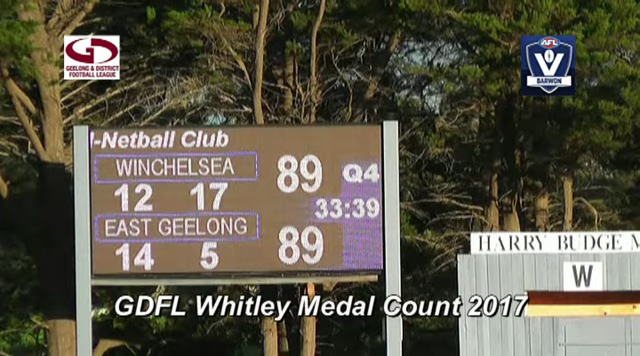 GEELONG & DISTRICT
FOOTBALL LEAGUE
AFL
V
BARWON
l-Netball Club
WINCHELSEA
12 17 89 Q4
33:39
EAST GEELONG
14 5 89
HARRY BUDGE M
W
GDFL Whitley Medal Count 2017